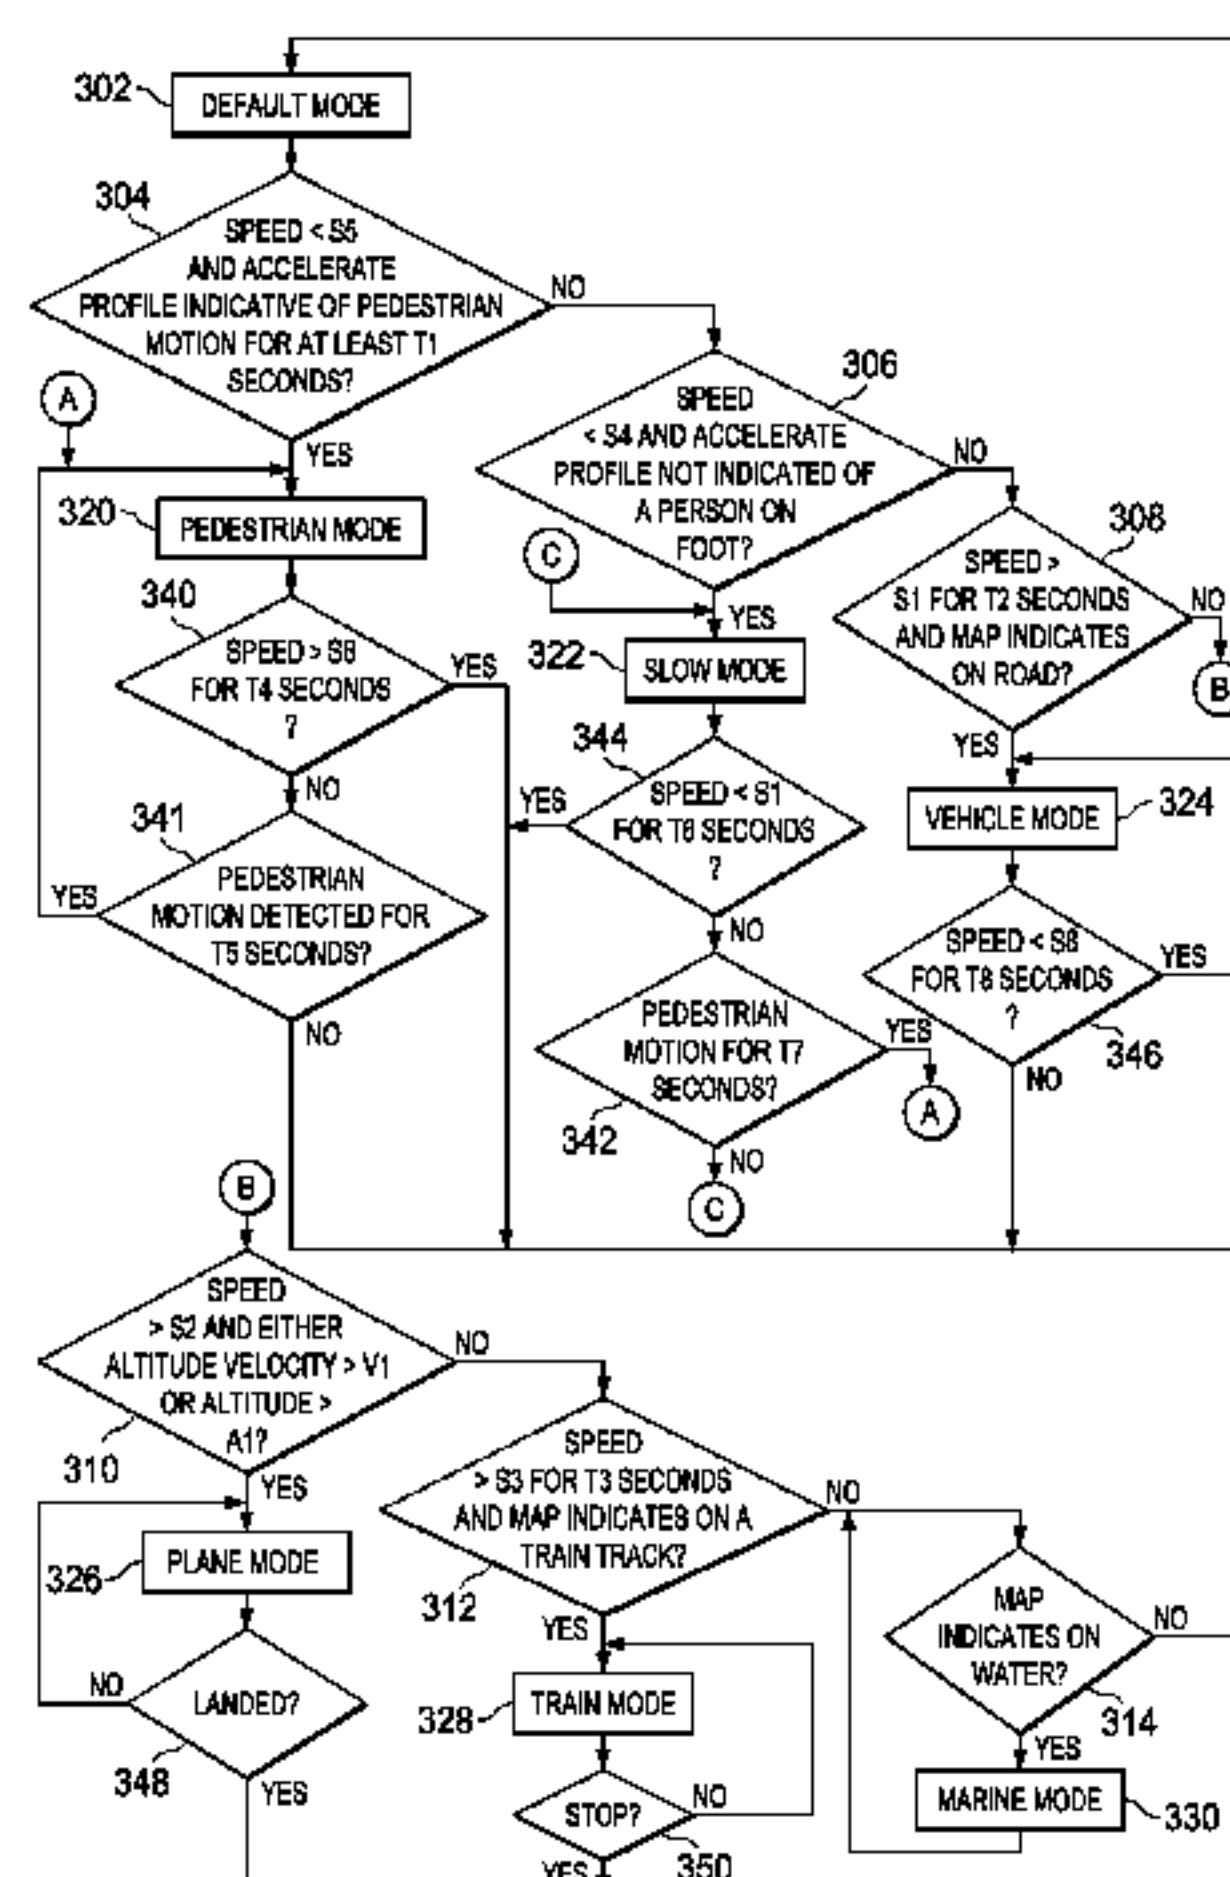 302
DEFAULT MODE
304
SPEED < S5
AND ACCELERATE
PROFILE INDICATIVE OF PEDESTRIAN
MOTION FOR AT LEAST T1
SECONDS?
NO
YES
A
306
SPEED
< S4 AND ACCELERATE
PROFILE NOT INDICATED OF
A PERSON ON
FOOT?
NO
YES
C
308
SPEED >
S1 FOR T2 SECONDS
AND MAP INDICATES
ON ROAD?
NO
B
YES
320
PEDESTRIAN MODE
340
SPEED > S6
FOR T4 SECONDS
?
YES
NO
341
PEDESTRIAN
MOTION DETECTED FOR
T5 SECONDS?
YES
NO
322
SLOW MODE
344
SPEED < S1
FOR T6 SECONDS
?
YES
NO
PEDESTRIAN
MOTION FOR T7
SECONDS?
342
YES
A
NO
C
VEHICLE MODE
324
SPEED < S8
FOR T8 SECONDS
?
YES
346
NO
B
SPEED
> S2 AND EITHER
ALTITUDE VELOCITY > V1
OR ALTITUDE >
A1?
310
NO
YES
326
PLANE MODE
LANDED?
NO
348
YES
SPEED
> S3 FOR T3 SECONDS
AND MAP INDICATES ON A
TRAIN TRACK?
312
NO
YES
328
TRAIN MODE
STOP?
NO
350
YES
MAP
INDICATES ON
WATER?
NO
314
YES
MARINE MODE
330